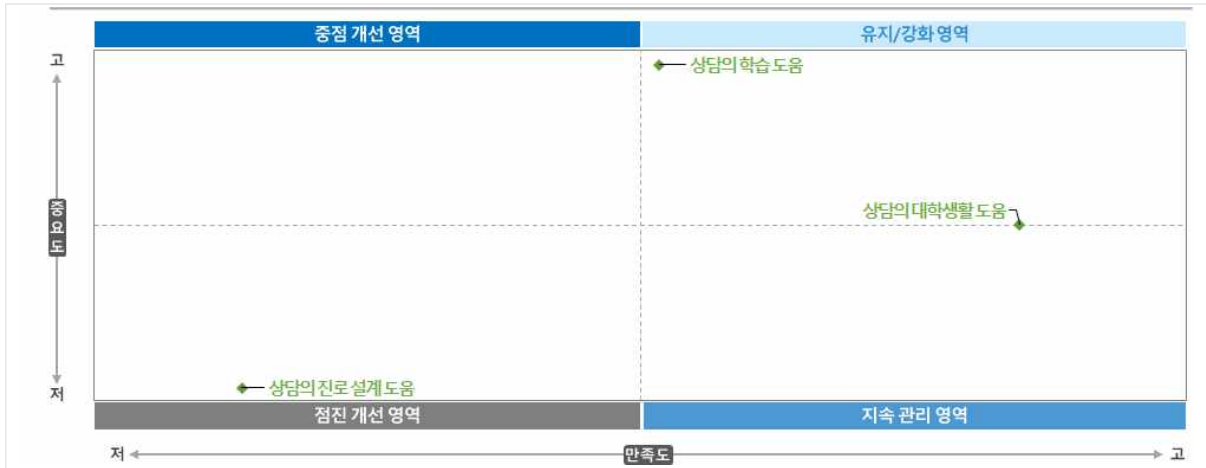 중점 개선 영역
유지/강화 영역
고
상담의 학습 도움
중요도
상담의 대학생활 도움
상담의 진로 설계 도움
저
점진 개선 영역
지속 관리 영역
저
만족도
고